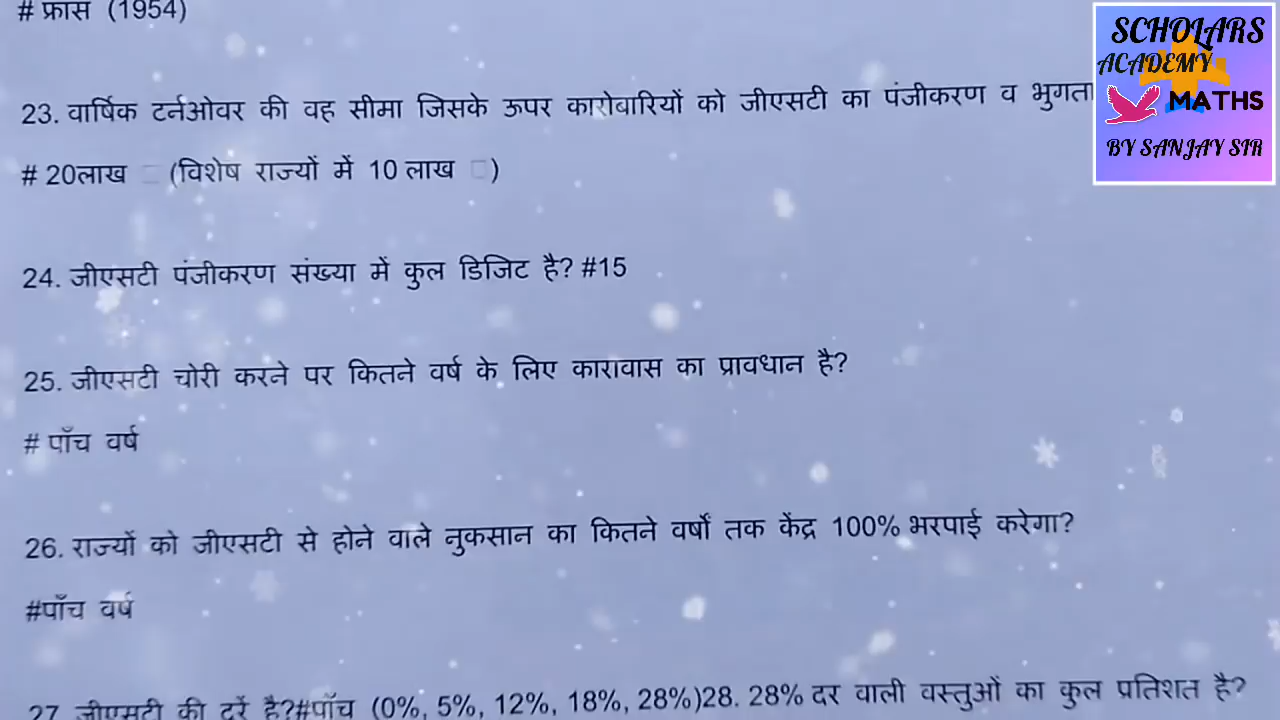 # फ्रांस (1954)
23. वार्षिक टर्नओवर की वह सीमा जिसके ऊपर कारोबारियों को जीएसटी का पंजीकरण व भुगता
# 20लाख (विशेष राज्यों में 10 लाख )
24. जीएसटी पंजीकरण संख्या में कुल डिजिट है? #15
25. जीएसटी चोरी करने पर कितने वर्ष के लिए कारावास का प्रावधान है?
# पाँच वर्ष
26. राज्यों को जीएसटी से होने वाले नुकसान का कितने वर्षों तक केंद्र 100% भरपाई करेगा?
#पाँच वर्ष
27. जीएसटी की दरें है?#पाँच (0%, 5%, 12%, 18%, 28%)28. 28% दर वाली वस्तुओं का कुल प्रतिशत है?
SCHOLARS
ACADEMY
MATHS
BY SANJAY SIR